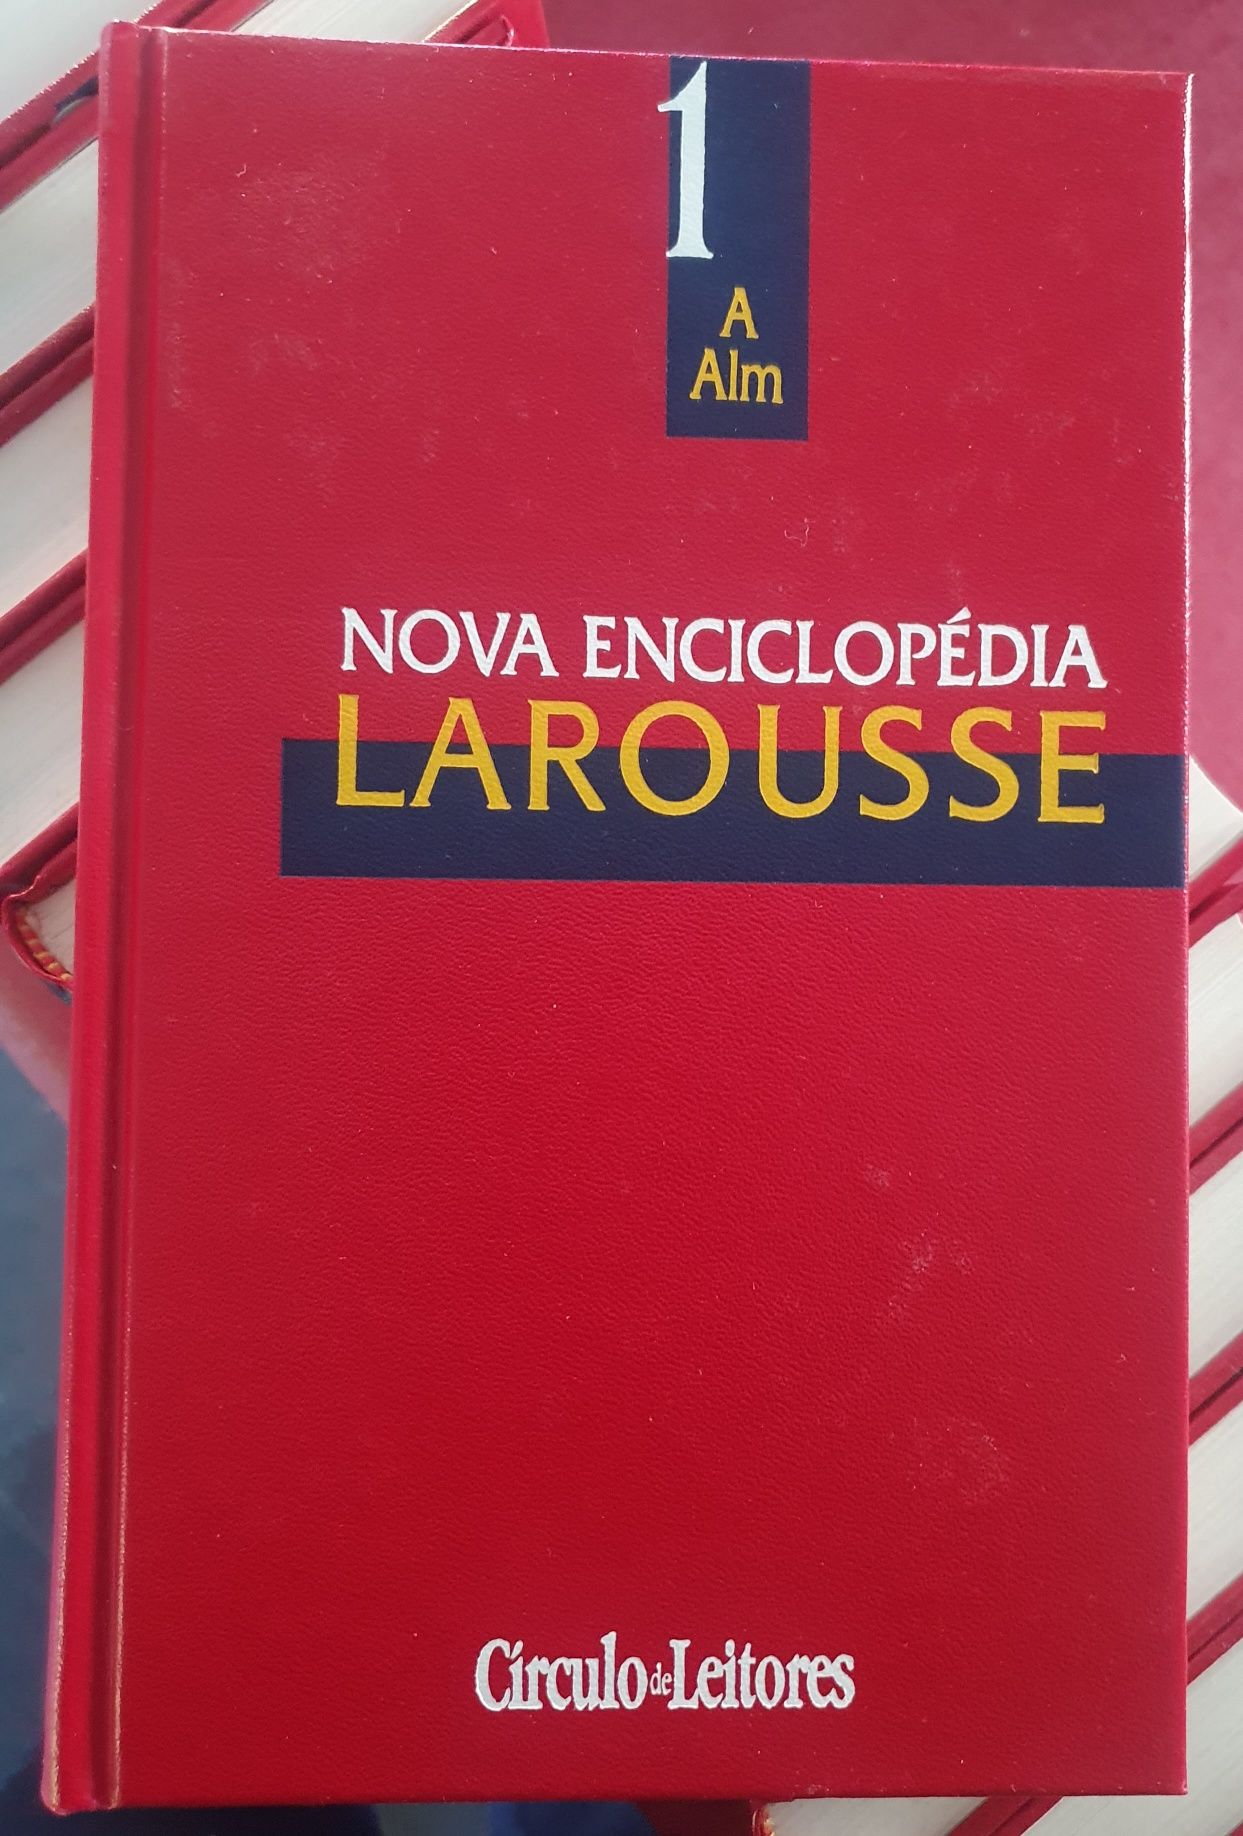 1
A
Alm
NOVA ENCICLOPÉDIA
LAROUSSE
Círculo de Leitores